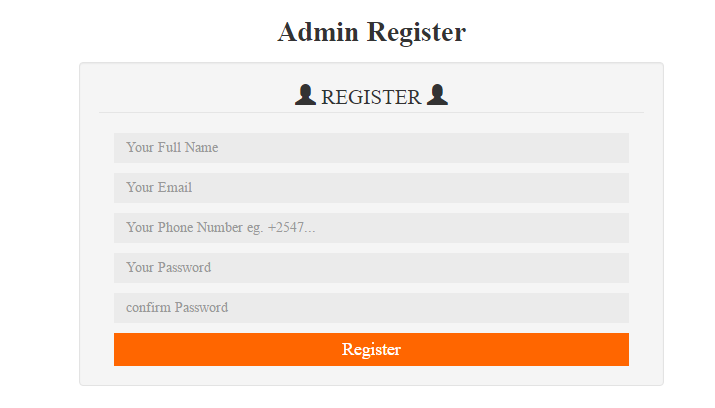 Admin Register
REGISTER
Your Full Name
Your Email
Your Phone Number eg. +2547...
Your Password
confirm Password
Register